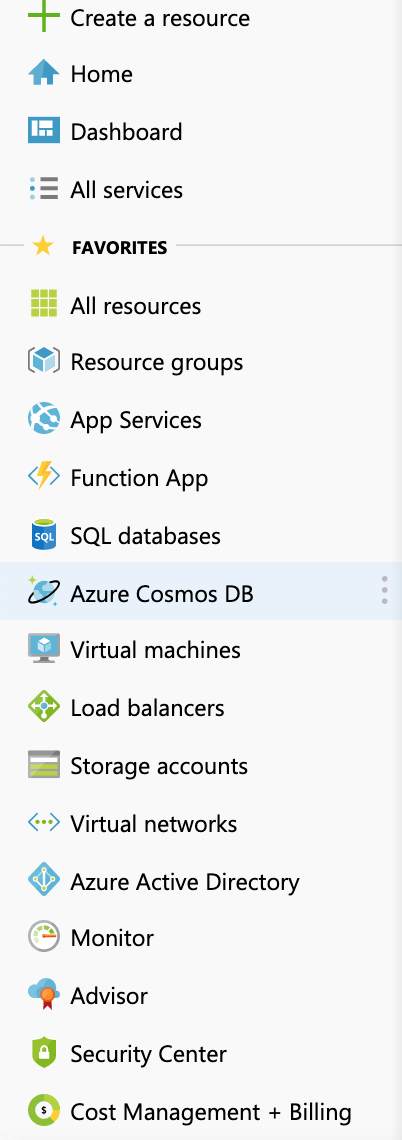 Create a resource
Home
Dashboard
All services
FAVORITES
All resources
Resource groups
App Services
Function App
SQL
SQL databases
Azure Cosmos DB
Virtual machines
Load balancers
Storage accounts
Virtual networks
Azure Active Directory
Monitor
Advisor
Security Center
$
Cost Management + Billing